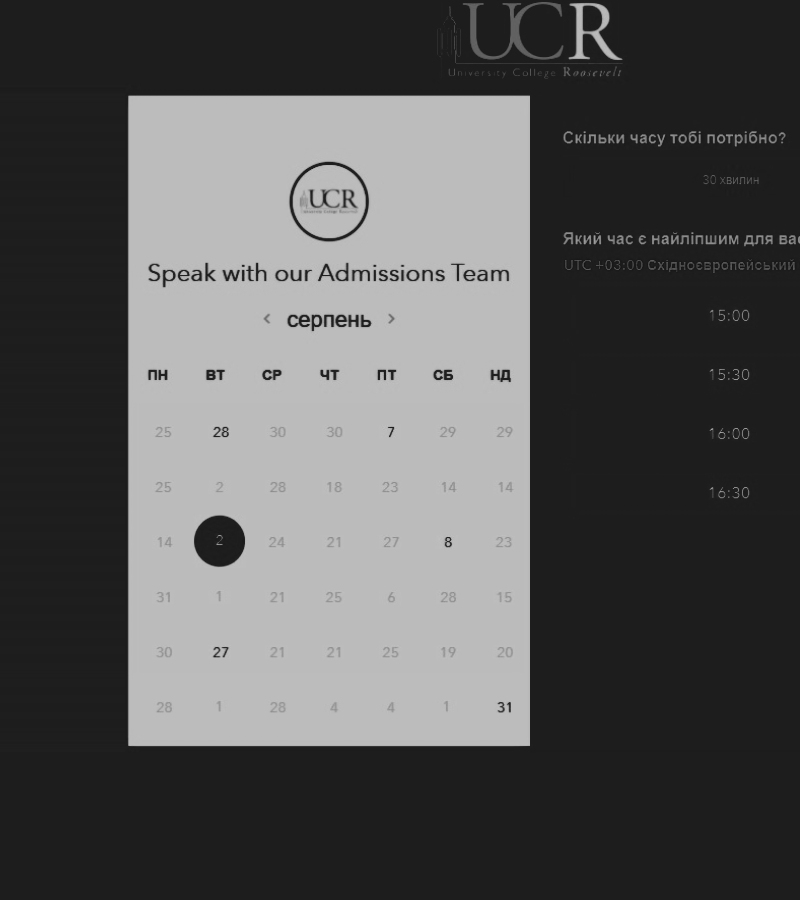 UCR
University College Roosevelt
UCR
University College Roosevelt
Speak with our Admissions Team
серпень
ПН ВТ СР ЧТ ПТ СБ НД
25 28 30 30 7 29 29
25 2 28 18 23 14 14
14 2 24 21 27 8 23
31 1 21 25 6 28 15
30 27 21 21 25 19 20
28 1 28 4 4 1 31
Скільки часу тобі потрібно?
30 хвилин
Який час є найліпшим для вас
UTC +03:00 Східноєвропейський
15:00
15:30
16:00
16:30